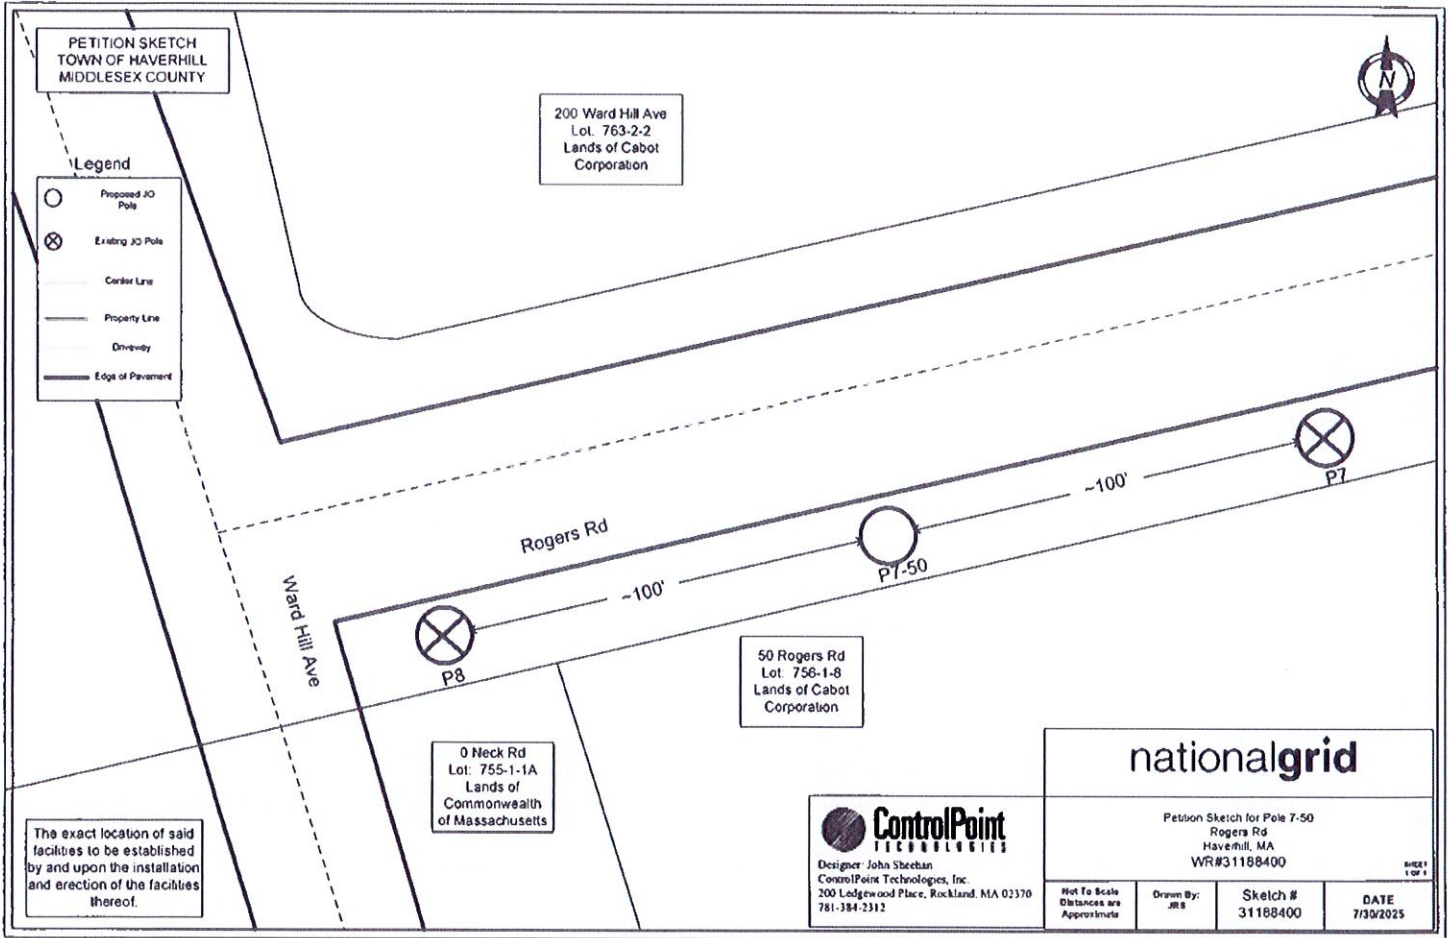 PETITION SKETCH
TOWN OF HAVERHILL
MIDDLESEX COUNTY
200 Ward Hill Ave
Lot. 763-2-2
Lands of Cabot
Corporation
N
Legend
Proposed JO
Pole
Existing JO Pole
Center Line
Property Line
Driveway
Edge of Pavement
Rogers Rd
Ward Hill Ave
~100'
~100'
P7
P7-50
P8
50 Rogers Rd
Lot: 756-1-8
Lands of Cabot
Corporation
0 Neck Rd
Lot: 755-1-1A
Lands of
Commonwealth
of Massachusetts
The exact location of said
facilities to be established
by and upon the installation
and erection of the facilities
thereof.
ControlPoint
TECHNOLOGIES
Designer: John Sheehan
ControlPoint Technologies, Inc.
200 Ledgewood Place, Rockland, MA 02370
781-384-2312
nationalgrid
Petition Sketch for Pole 7-50
Rogers Rd
Haverhill, MA
WR#31188400
SHEET
1 OF 1
Not To Scale
Distances are
Approximate
Drawn By:
JRS
Sketch #
31188400
DATE
7/30/2025